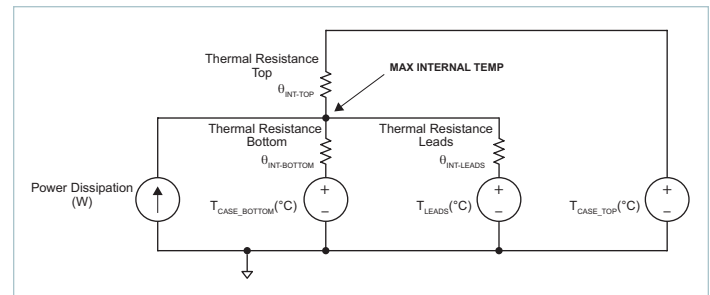 Thermal Resistance
Top
θINT-TOP
MAX INTERNAL TEMP
Thermal Resistance
Bottom
θINT-BOTTOM
Thermal Resistance
Leads
θINT-LEADS
Power Dissipation
(W)
+
–
TCASE_BOTTOM(°C)
+
–
TLEADS(°C)
+
–
TCASE_TOP(°C)